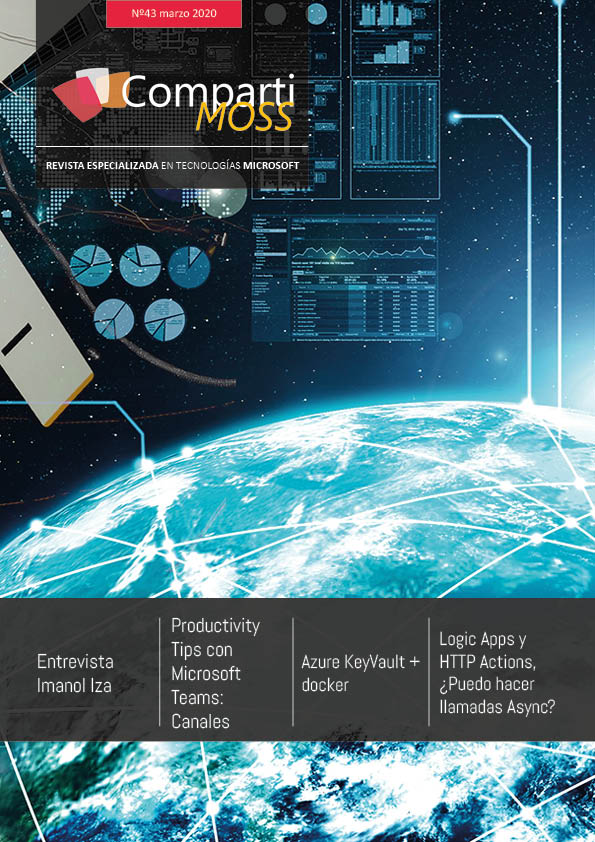 Nº43 marzo 2020
Comparti
MOSS
REVISTA ESPECIALIZADA EN TECNOLOGÍAS MICROSOFT
Entrevista
Imanol Iza
Productivity
Tips con
Microsoft
Teams:
Canales
Azure KeyVault +
docker
Logic Apps y
HTTP Actions,
¿Puedo hacer
llamadas Async?